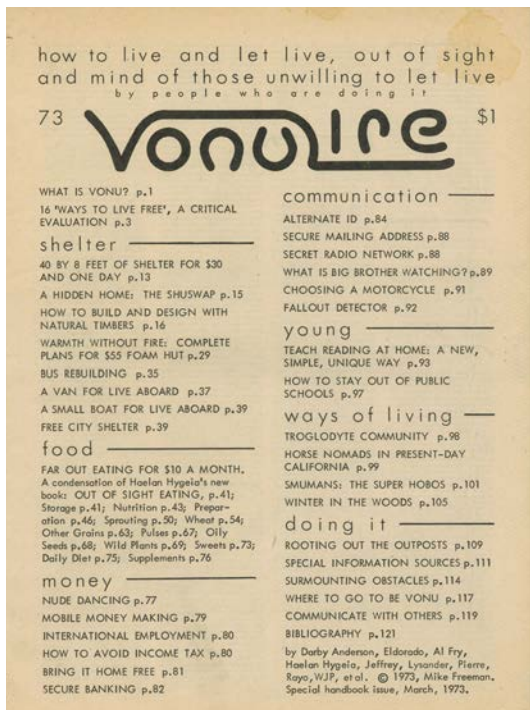 how to live and let live, out of sight
and mind of those unwilling to let live
by people who are doing it
73
VONULIFE
$1
WHAT IS VONU? p.1
16 'WAYS TO LIVE FREE', A CRITICAL
EVALUATION p.3
shelter
40 BY 8 FEET OF SHELTER FOR $30
AND ONE DAY p.13
A HIDDEN HOME: THE SHUSWAP p.15
HOW TO BUILD AND DESIGN WITH
NATURAL TIMBERS p.16
WARMTH WITHOUT FIRE: COMPLETE
PLANS FOR $55 FOAM HUT p.29
BUS REBUILDING p.35
A VAN FOR LIVE ABOARD p.37
A SMALL BOAT FOR LIVE ABOARD p.39
FREE CITY SHELTER p.39
food
FAR OUT EATING FOR $10 A MONTH.
A condensation of Haelan Hygeia's new
book: OUT OF SIGHT EATING, p.41;
Storage p.41; Nutrition p.43; Prepar-
ation p.46; Sprouting p.50; Wheat p.54;
Other Grains p.63; Pulses p.67; Oily
Seeds p.68; Wild Plants p.69; Sweets p.73;
Daily Diet p.75; Supplements p.76
money
NUDE DANCING p.77
MOBILE MONEY MAKING p.79
INTERNATIONAL EMPLOYMENT p.80
HOW TO AVOID INCOME TAX p.80
BRING IT HOME FREE p.81
SECURE BANKING p.82
communication
ALTERNATE ID p.84
SECURE MAILING ADDRESS p.88
SECRET RADIO NETWORK p.88
WHAT IS BIG BROTHER WATCHING? p.89
CHOOSING A MOTORCYCLE p.91
FALLOUT DETECTOR p.92
young
TEACH READING AT HOME: A NEW,
SIMPLE, UNIQUE WAY p.93
HOW TO STAY OUT OF PUBLIC
SCHOOLS p.97
ways of living
TROGLODYTE COMMUNITY p.98
HORSE NOMADS IN PRESENT-DAY
CALIFORNIA p.99
SMUMANS: THE SUPER HOBOS p.101
WINTER IN THE WOODS p.105
doing it
ROOTING OUT THE OUTPOSTS p.109
SPECIAL INFORMATION SOURCES p.111
SURMOUNTING OBSTACLES p.114
WHERE TO GO TO BE VONU p.117
COMMUNICATE WITH OTHERS p.119
BIBLIOGRAPHY p.121
by Darby Anderson, Eldorado, Al Fry,
Haelan Hygeia, Jeffrey, Lysander, Pierre,
Rayo, WJP, et al. © 1973, Mike Freeman.
Special handbook issue, March, 1973.